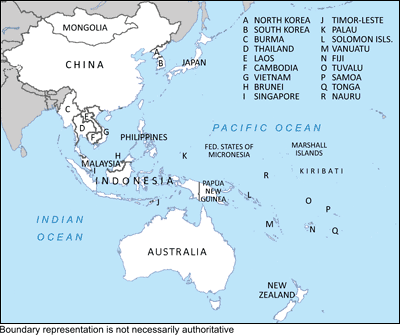 A NORTH KOREA
B SOUTH KOREA
C BURMA
D THAILAND
E LAOS
F CAMBODIA
G VIETNAM
H BRUNEI
I SINGAPORE
J TIMOR-LESTE
K PALAU
L SOLOMON ISLS.
M VANUATU
N FIJI
O TUVALU
P SAMOA
Q TONGA
R NAURU
MONGOLIA
CHINA
A
B
JAPAN
C
E
D
G
F
PHILIPPINES
PACIFIC OCEAN
H
K
FED. STATES OF
MICRONESIA
MARSHALL
ISLANDS
MALAYSIA
I
INDONESIA
R
KIRIBATI
PAPUA
NEW
GUINEA
J
L
O
P
M
N
Q
INDIAN
OCEAN
AUSTRALIA
NEW
ZEALAND
Boundary representation is not necessarily authoritative